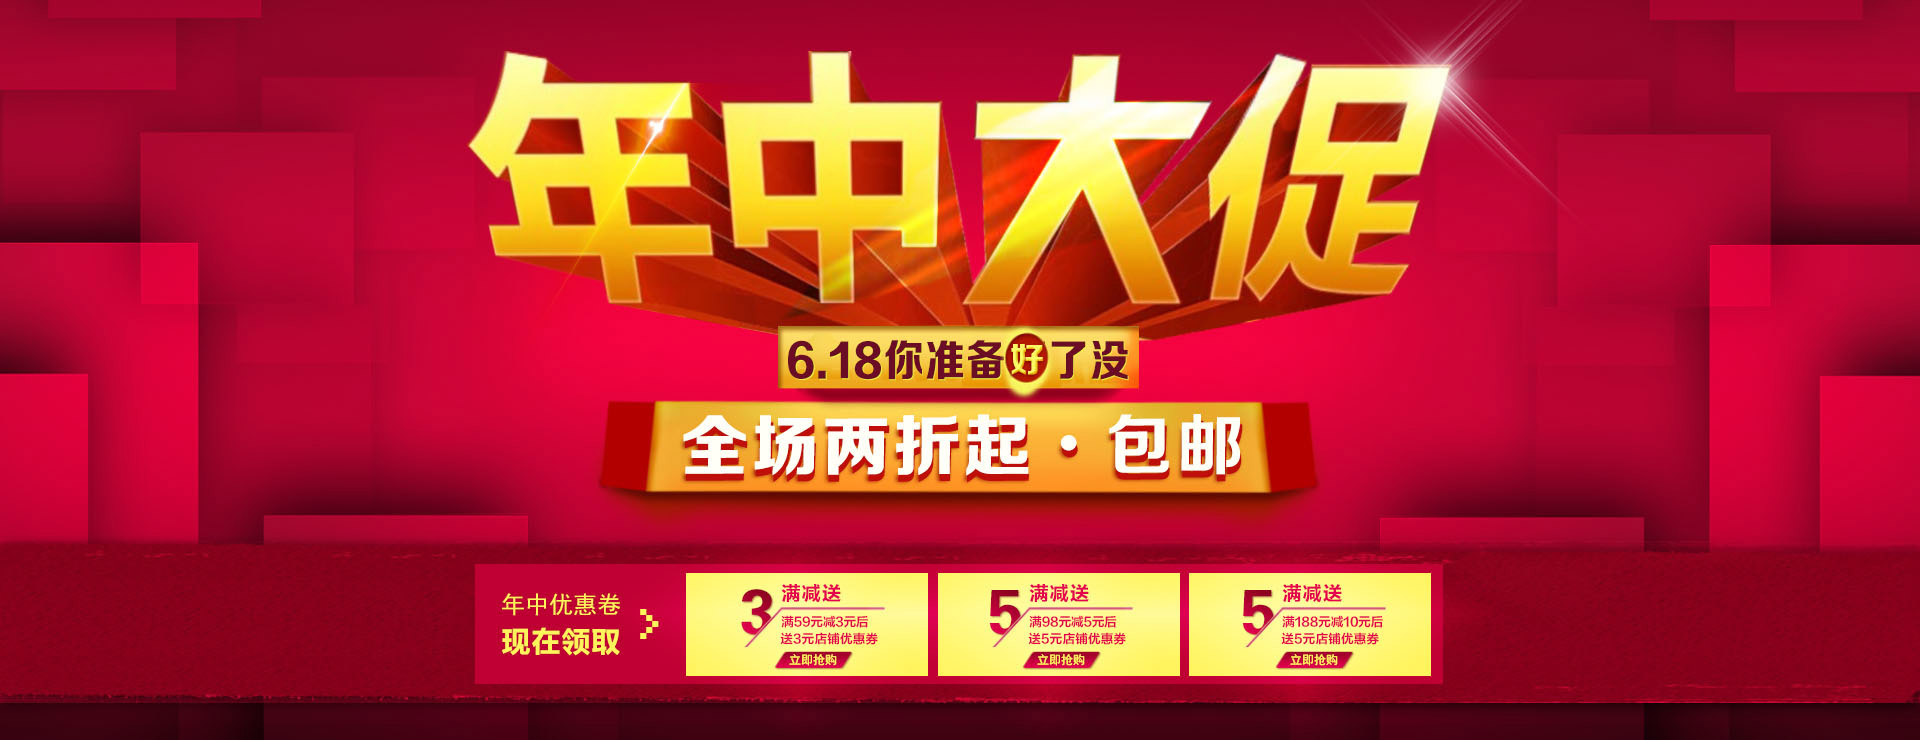 年中大促
6.18你准备好了没
全场两折起·包邮
年中优惠卷
现在领取
3
满减送
满59元减3元后
送3元店铺优惠券
立即抢购
5
满减送
满98元减5元后
送5元店铺优惠券
立即抢购
5
满减送
满188元减10元后
送5元店铺优惠券
立即抢购